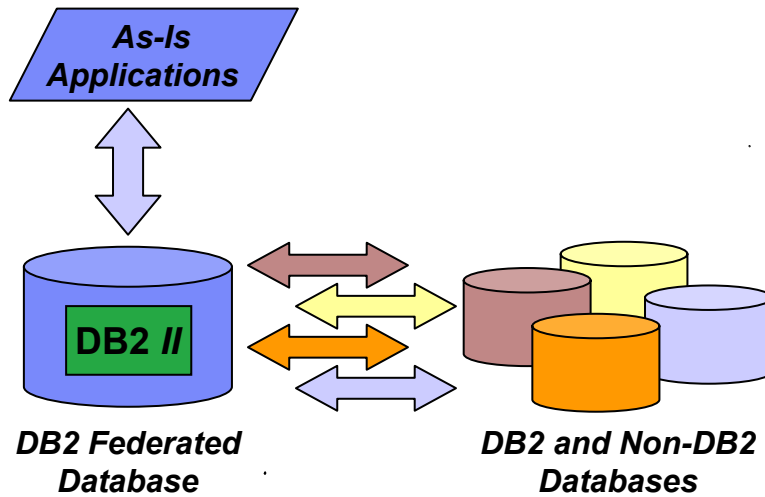 As-Is
Applications
DB2 II
DB2 Federated
Database
DB2 and Non-DB2
Databases